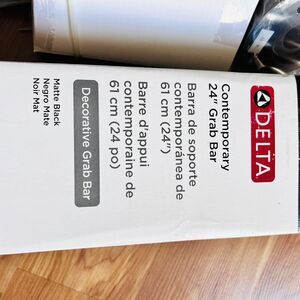 DELTA
Contemporary
24" Grab Bar
Barra de soporte
contemporánea de
61 cm (24")
Barre d'appui
contemporaine de
61 cm (24 po)
Decorative Grab Bar
Matte Black
Negro Mate
Noir Mat